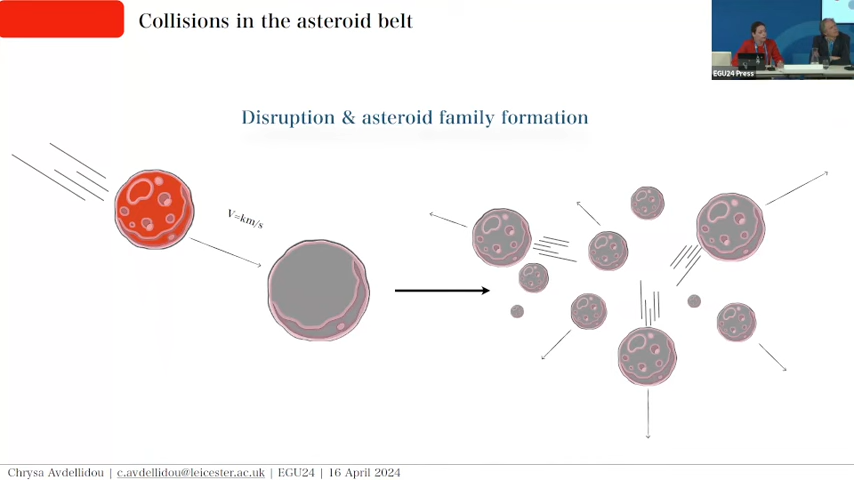 Collisions in the asteroid belt
EGU24 Press
Disruption & asteroid family formation
V=km/s
Chrysa Avdellidou | c.avdellidou@leicester.ac.uk | EGU24 | 16 April 2024